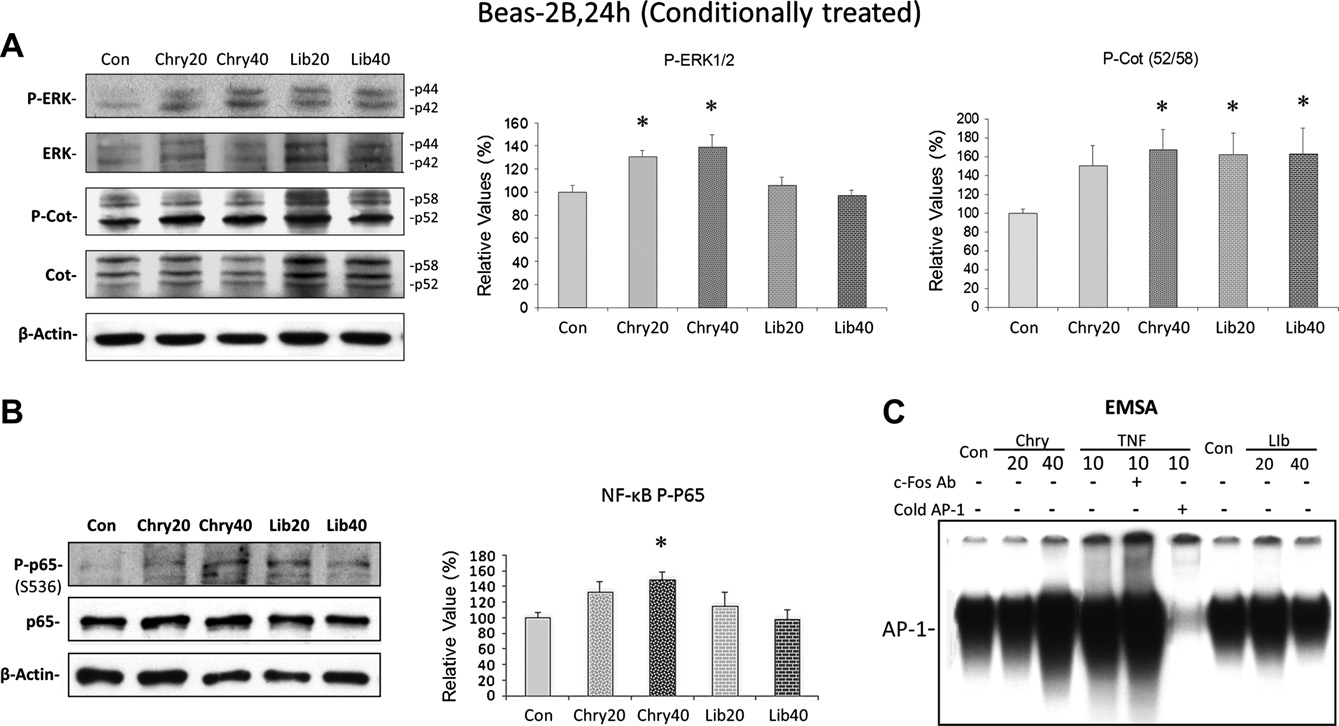 Beas-2B,24h (Conditionally treated)
A
Con Chry20 Chry40 Lib20 Lib40
P-ERK- -p44
-p42
ERK- -p44
-p42
P-Cot- -p58
-p52
Cot- -p58
-p52
β-Actin-
P-ERK1/2
Relative Values (%)
160
140
120
100
80
60
40
20
0
* *
Con Chry20 Chry40 Lib20 Lib40
P-Cot (52/58)
Relative Values (%)
200
180
160
140
120
100
80
60
40
20
0
* * *
Con Chry20 Chry40 Lib20 Lib40
B
Con Chry20 Chry40 Lib20 Lib40
P-p65-
(S536)
p65-
β-Actin-
NF-κB P-P65
Relative Value (%)
180
160
140
120
100
80
60
40
20
0
*
Con Chry20 Chry40 Lib20 Lib40
C
EMSA
Con Chry TNF Con LIb
20 40 10 10 10 20 40
c-Fos Ab - - - - + - - - -
Cold AP-1 - - - - - + - - -
AP-1-